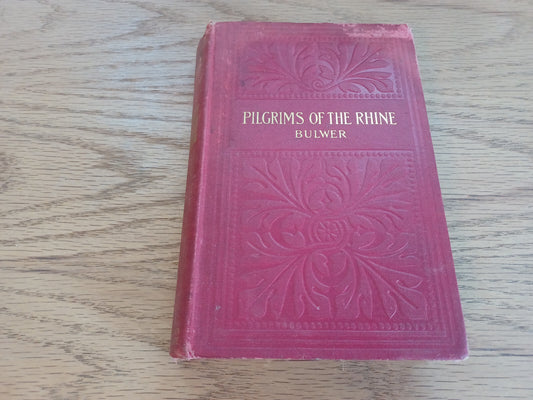 PILGRIMS OF THE RHINE
BULWER